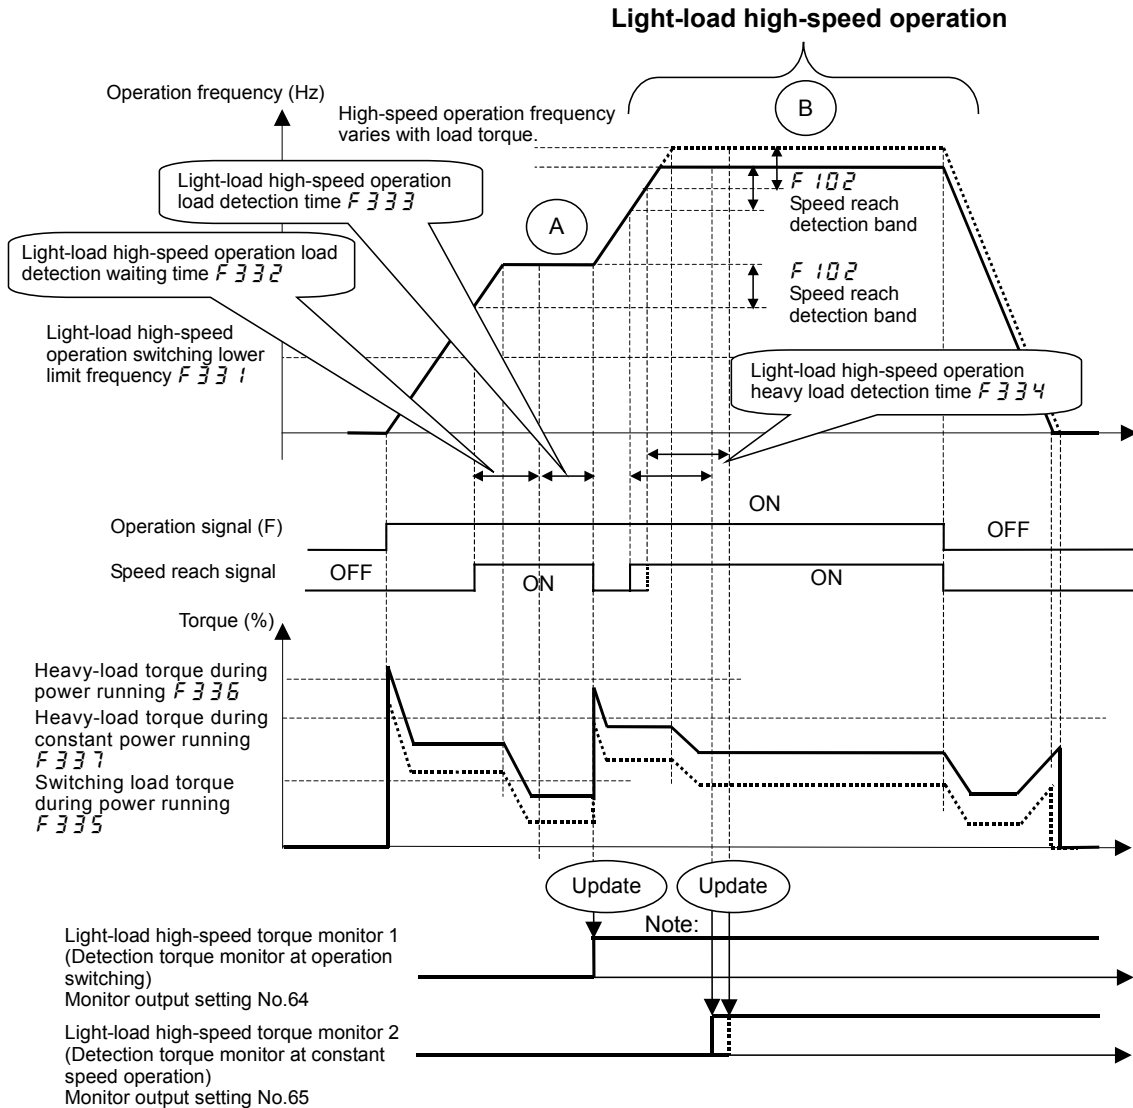 Light-load high-speed operation
Operation frequency (Hz)
High-speed operation frequency
varies with load torque.
B
Light-load high-speed operation
load detection time F333
F102
Speed reach
detection band
A
Light-load high-speed operation load
detection waiting time F332
F102
Speed reach
detection band
Light-load high-speed
operation switching lower
limit frequency F331
Light-load high-speed operation
heavy load detection time F334
ON
Operation signal (F)
OFF
Speed reach signal
OFF
ON
ON
Torque (%)
Heavy-load torque during
power running F336
Heavy-load torque during
constant power running
F337
Switching load torque
during power running
F335
Update
Update
Note:
Light-load high-speed torque monitor 1
(Detection torque monitor at operation
switching)
Monitor output setting No.64
Light-load high-speed torque monitor 2
(Detection torque monitor at constant
speed operation)
Monitor output setting No.65